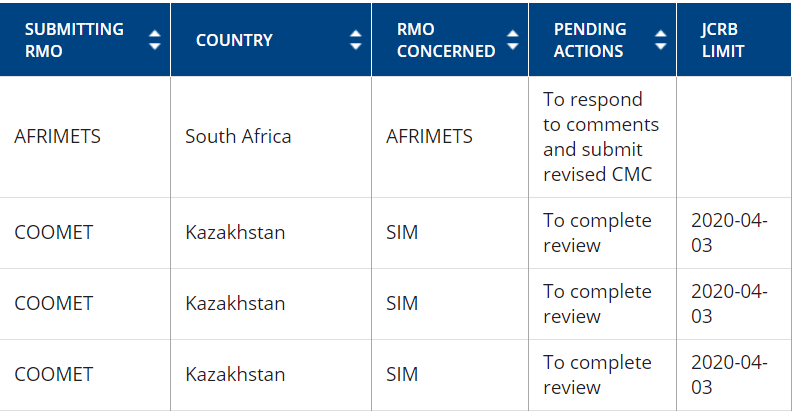 SUBMITTING RMO COUNTRY RMO CONCERNED PENDING ACTIONS JCRB LIMIT
AFRIMETS South Africa AFRIMETS To respond to comments and submit revised CMC
COOMET Kazakhstan SIM To complete review 2020-04-03
COOMET Kazakhstan SIM To complete review 2020-04-03
COOMET Kazakhstan SIM To complete review 2020-04-03